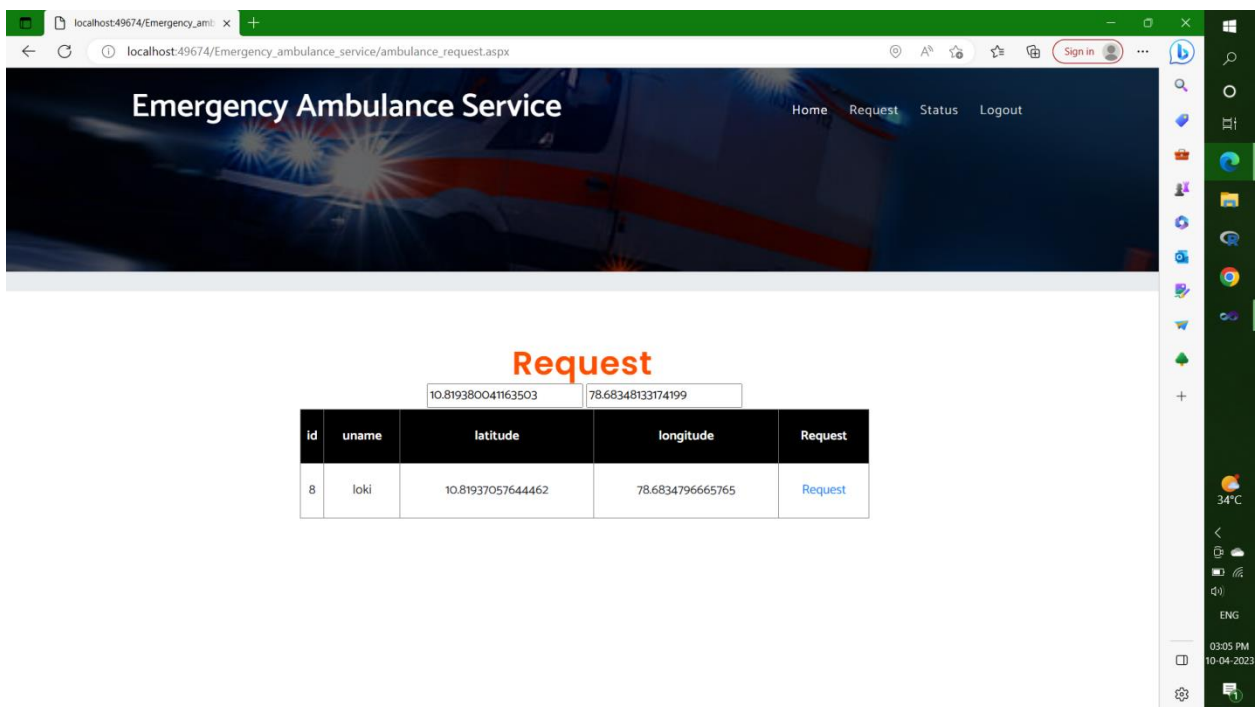 localhost:49674/Emergency_amb
localhost:49674/Emergency_ambulance_service/ambulance_request.aspx
Sign in
Emergency Ambulance Service
Home Request Status Logout
Request
10.819380041163503 78.68348133174199
id uname latitude longitude Request
8 loki 10.81937057644462 78.6834796665765 Request
34°C
ENG
03:05 PM
10-04-2023
1